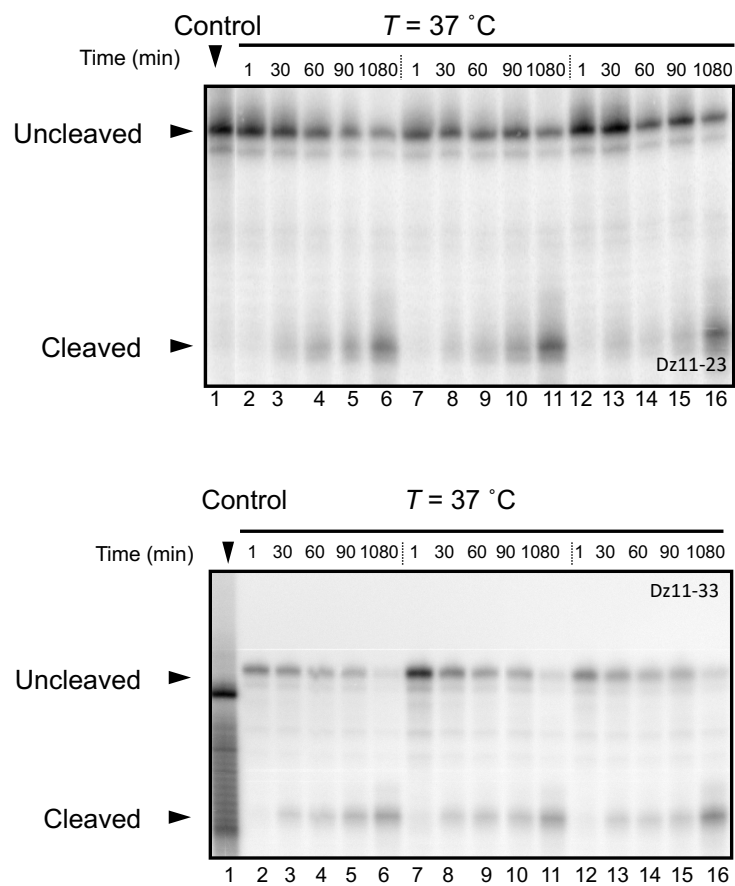 Control T = 37 ˚C
Time (min) 1 30 60 90 1080 1 30 60 90 1080 1 30 60 90 1080
Uncleaved
Cleaved
Dz11-23
1 2 3 4 5 6 7 8 9 10 11 12 13 14 15 16
Control T = 37 ˚C
Time (min) 1 30 60 90 1080 1 30 60 90 1080 1 30 60 90 1080
Dz11-33
Uncleaved
Cleaved
1 2 3 4 5 6 7 8 9 10 11 12 13 14 15 16